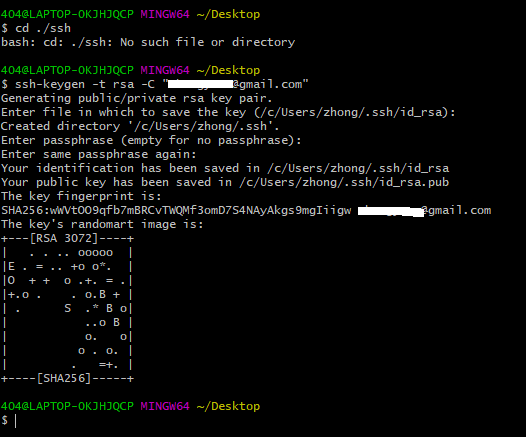 404@LAPTOP-OKJHJQCP MINGW64 ~/Desktop
$ cd ./ssh
bash: cd: ./ssh: No such file or directory
404@LAPTOP-OKJHJQCP MINGW64 ~/Desktop
$ ssh-keygen -t rsa -C "@gmail.com"
Generating public/private rsa key pair.
Enter file in which to save the key (/c/Users/zhong/.ssh/id_rsa):
Created directory '/c/Users/zhong/.ssh'.
Enter passphrase (empty for no passphrase):
Enter same passphrase again:
Your identification has been saved in /c/Users/zhong/.ssh/id_rsa
Your public key has been saved in /c/Users/zhong/.ssh/id_rsa.pub
The key fingerprint is:
SHA256:wWVtOO9qfb7mBRCvTWQMf3omD7S4NAyAkgs9mgIiigw @gmail.com
The key's randomart image is:
+---[RSA 3072]----+
|   . . .. ooooo  |
|E . = .. +o o*.  |
|O  + +  o .+. = .|
|+.o .    . o.B + |
| .      S  .* B o|
|           ..o B |
|           o.   o|
|          o . o. |
|         .   =+. |
+----[SHA256]-----+
404@LAPTOP-OKJHJQCP MINGW64 ~/Desktop
$